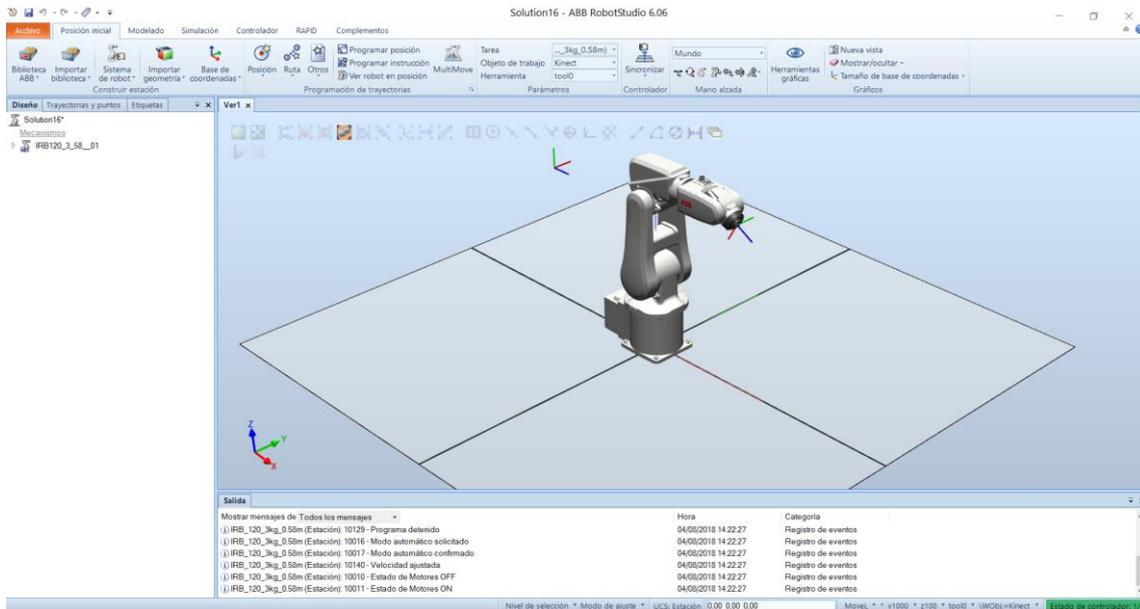 Solution16 - ABB RobotStudio 6.06
Archivo Posición inicial Modelado Simulación Controlador RAPID Complementos
Biblioteca ABB Importar biblioteca Sistema de robot Importar geometría Base de coordenadas
Construir estación
Posición Ruta Otros
Programar posición
Programar instrucción
Ver robot en posición
MultiMove
Programación de trayectorias
Tarea ..._3kg_0.58m)
Objeto de trabajo Kinect
Herramienta tool0
Parámetros
Sincronizar
Controlador
Mundo
Mano alzada
Herramientas gráficas
Nueva vista
Mostrar/ocultar
Tamaño de base de coordenadas
Gráficos
Diseño Trayectorias y puntos Etiquetas
Ver1 x
Solution16*
Mecanismos
IRB120_3_58__01
ABB
Z
Y
X
Salida
Mostrar mensajes de Todos los mensajes Hora Categoría
IRB_120_3kg_0.58m (Estación): 10129 - Programa detenido 04/08/2018 14:22:27 Registro de eventos
IRB_120_3kg_0.58m (Estación): 10016 - Modo automático solicitado 04/08/2018 14:22:27 Registro de eventos
IRB_120_3kg_0.58m (Estación): 10017 - Modo automático confirmado 04/08/2018 14:22:27 Registro de eventos
IRB_120_3kg_0.58m (Estación): 10140 - Velocidad ajustada 04/08/2018 14:22:27 Registro de eventos
IRB_120_3kg_0.58m (Estación): 10010 - Estado de Motores OFF 04/08/2018 14:22:27 Registro de eventos
IRB_120_3kg_0.58m (Estación): 10011 - Estado de Motores ON 04/08/2018 14:22:27 Registro de eventos
Nivel de selección Modo de ajuste UCS: Estación 0.00 0.00 0.00 MoveL * v1000 z100 tool0 \WObj:=Kinect Estado de controlador: